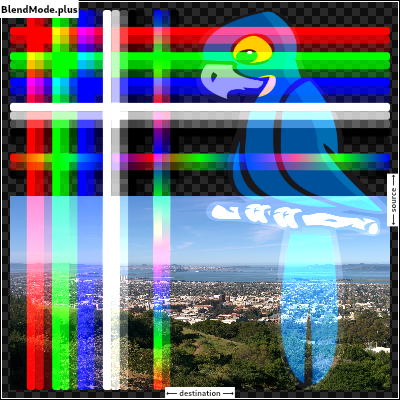 BlendMode.plus
⟵ source ⟶
⟵ destination ⟶